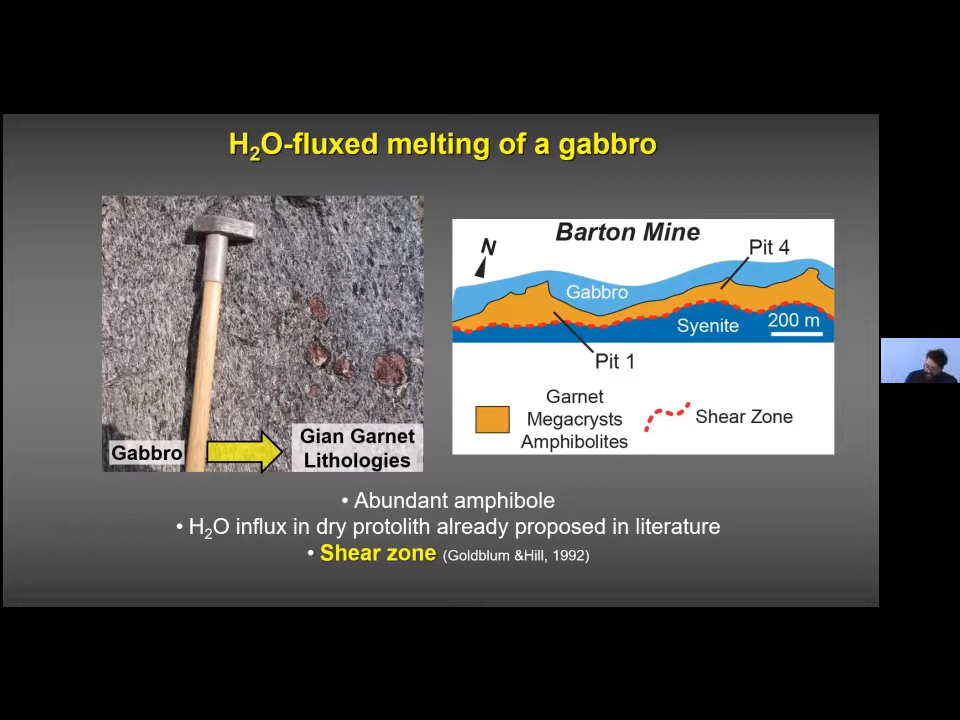 H₂O-fluxed melting of a gabbro
Gabbro
Gian Garnet
Lithologies
Barton Mine
N
Pit 4
Gabbro
Syenite
200 m
Pit 1
Garnet
Megacrysts
Amphibolites
Shear Zone
• Abundant amphibole
• H₂O influx in dry protolith already proposed in literature
• Shear zone (Goldblum &Hill, 1992)